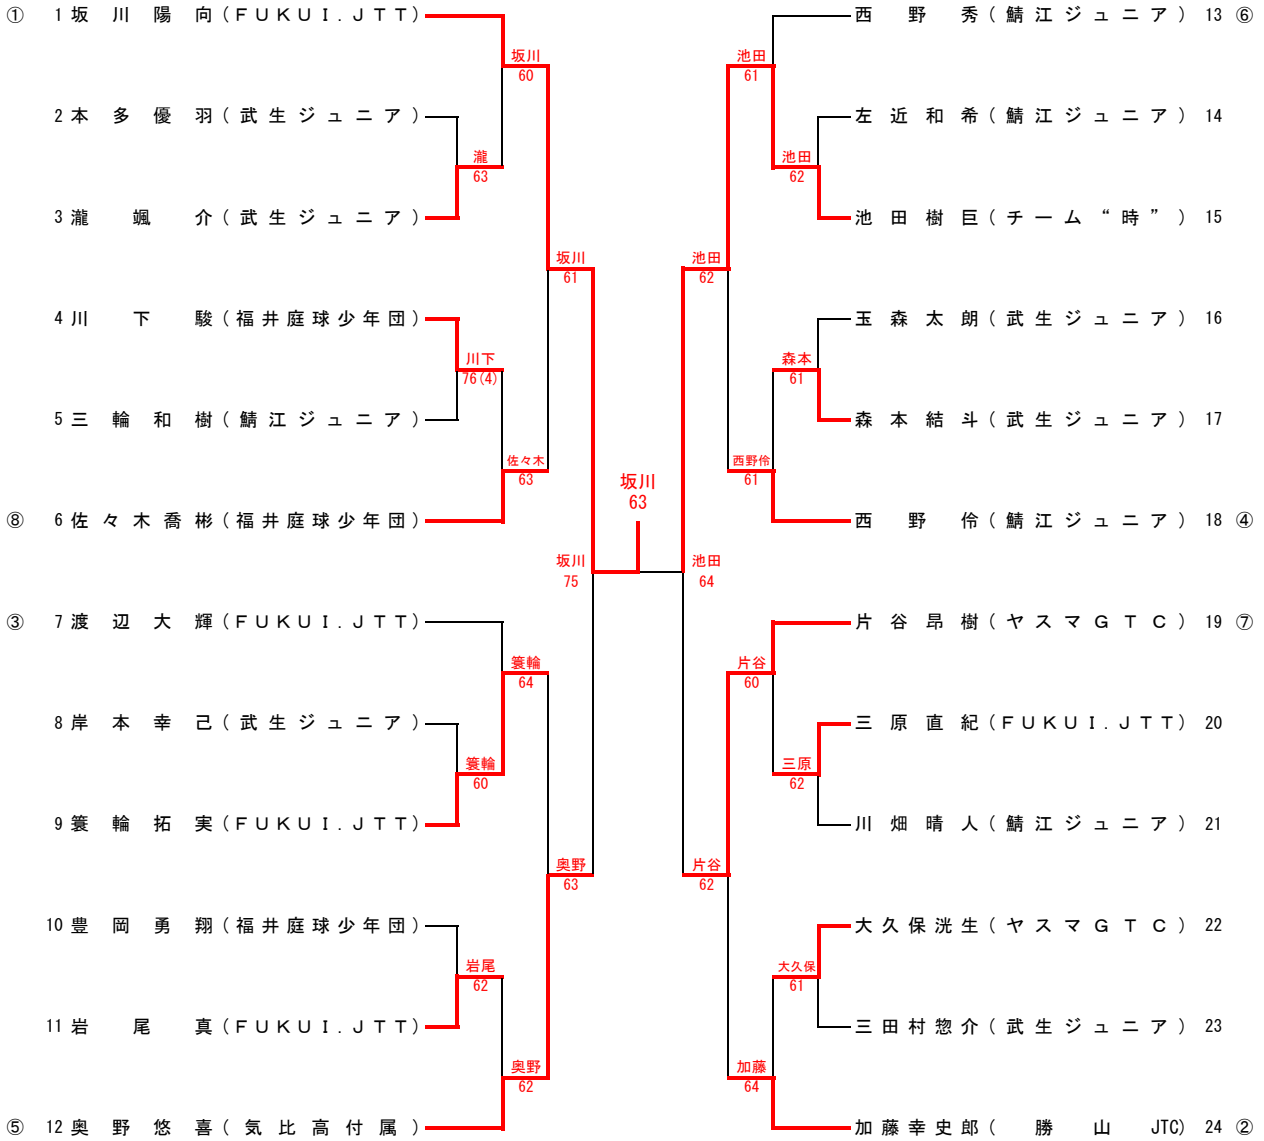 ① 1 坂川陽向(FUKUI.JTT)
2 本多優羽(武生ジュニア)
3 瀧颯介(武生ジュニア)
4 川下駿(福井庭球少年団)
5 三輪和樹(鯖江ジュニア)
⑧ 6 佐々木喬彬(福井庭球少年団)
③ 7 渡辺大輝(FUKUI.JTT)
8 岸本幸己(武生ジュニア)
9 簑輪拓実(FUKUI.JTT)
10 豊岡勇翔(福井庭球少年団)
11 岩尾真(FUKUI.JTT)
⑤ 12 奥野悠喜(気比高付属)
瀧
63
川下
76(4)
簑輪
60
岩尾
62
坂川
60
佐々木
63
簑輪
64
奥野
62
坂川
61
奥野
63
坂川
75
坂川
63
池田
64
池田
62
片谷
62
池田
61
西野伶
61
片谷
60
加藤
64
池田
62
森本
61
三原
62
大久保
61
西野秀(鯖江ジュニア) 13 ⑥
左近和希(鯖江ジュニア) 14
池田樹巨(チーム“時”) 15
玉森太朗(武生ジュニア) 16
森本結斗(武生ジュニア) 17
西野伶(鯖江ジュニア) 18 ④
片谷昂樹(ヤスマGTC) 19 ⑦
三原直紀(FUKUI.JTT) 20
川畑晴人(鯖江ジュニア) 21
大久保洸生(ヤスマGTC) 22
三田村惣介(武生ジュニア) 23
加藤幸史郎(勝山JTC) 24 ②